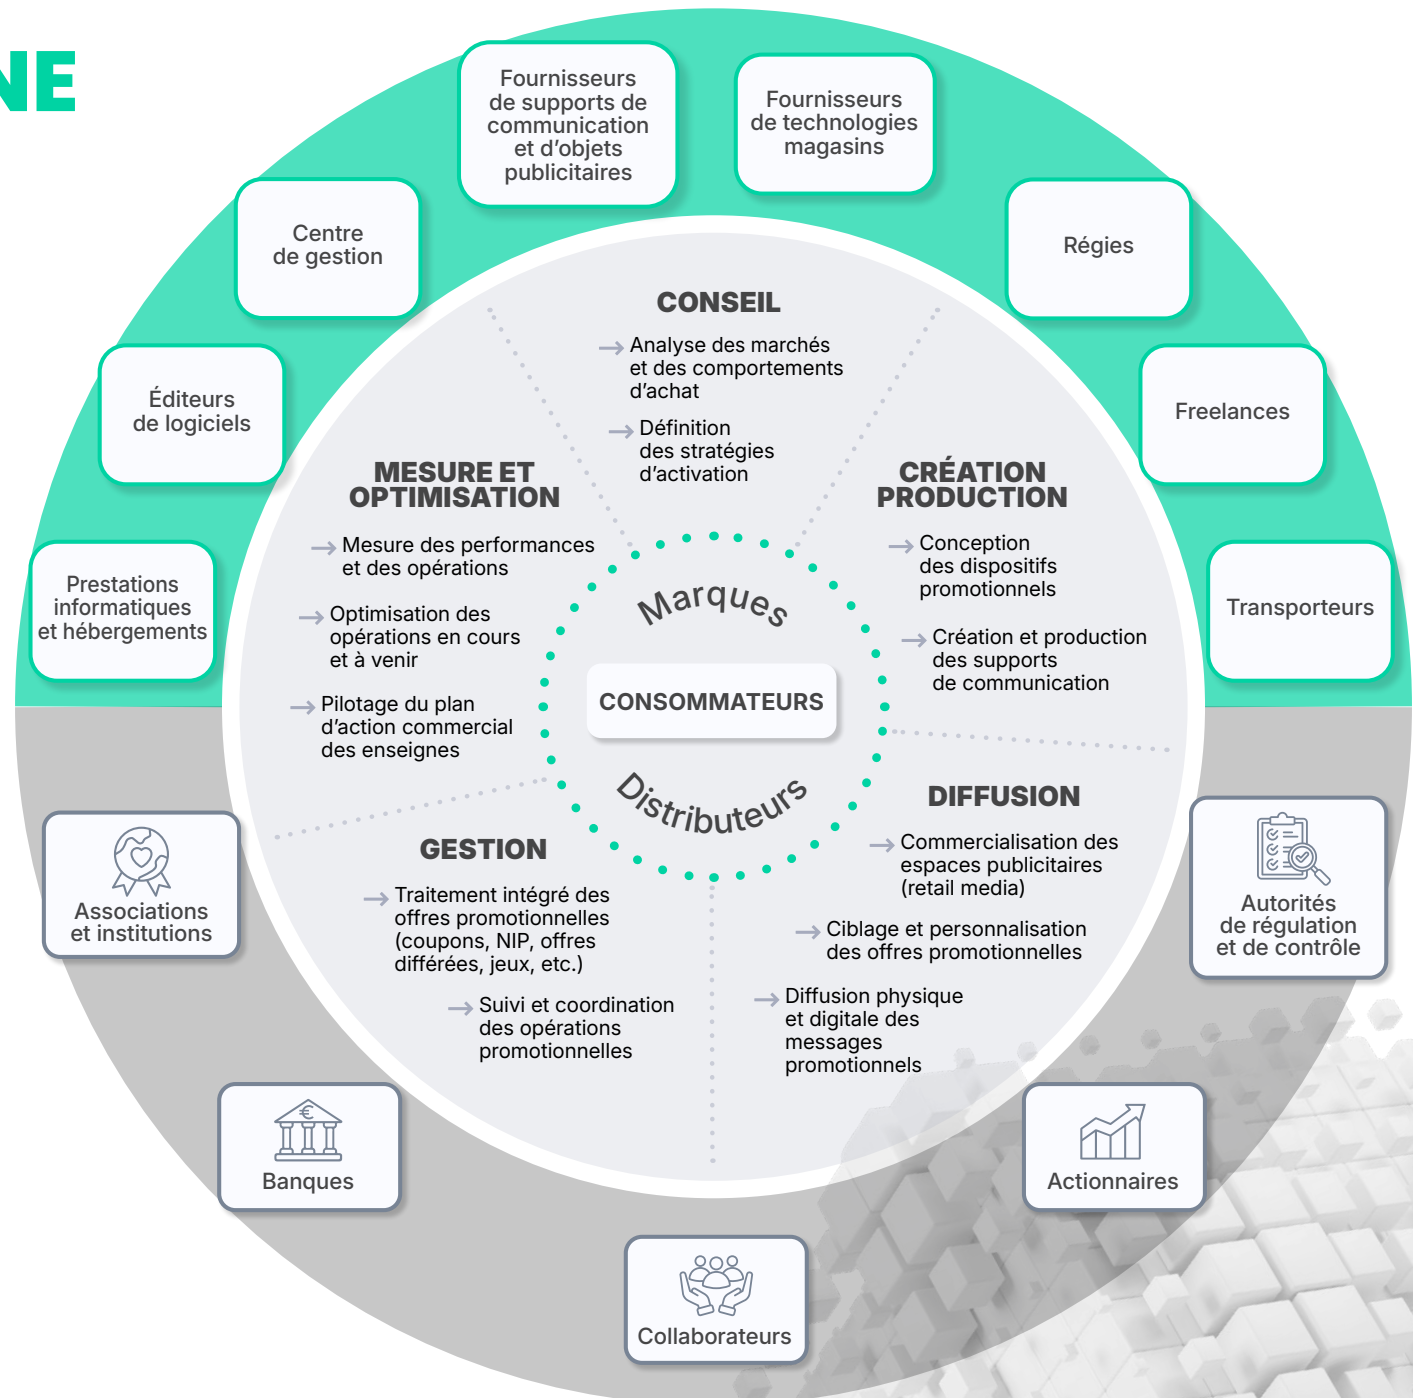 NE
Fournisseurs
de supports de
communication
et d'objets
publicitaires
Fournisseurs
de technologies
magasins
Centre
de gestion
Régies
Éditeurs
de logiciels
Freelances
Prestations
informatiques
et hébergements
Transporteurs
CONSEIL
→ Analyse des marchés
et des comportements
d'achat
→ Définition
des stratégies
d'activation
MESURE ET
OPTIMISATION
→ Mesure des performances
et des opérations
→ Optimisation des
opérations en cours
et à venir
→ Pilotage du plan
d'action commercial
des enseignes
CRÉATION
PRODUCTION
→ Conception
des dispositifs
promotionnels
→ Création et production
des supports
de communication
Marques
CONSOMMATEURS
Distributeurs
GESTION
→ Traitement intégré des
offres promotionnelles
(coupons, NIP, offres
différées, jeux, etc.)
→ Suivi et coordination
des opérations
promotionnelles
DIFFUSION
→ Commercialisation des
espaces publicitaires
(retail media)
→ Ciblage et personnalisation
des offres promotionnelles
→ Diffusion physique
et digitale des
messages
promotionnels
Associations
et institutions
Autorités
de régulation
et de contrôle
€
Banques
Actionnaires
Collaborateurs